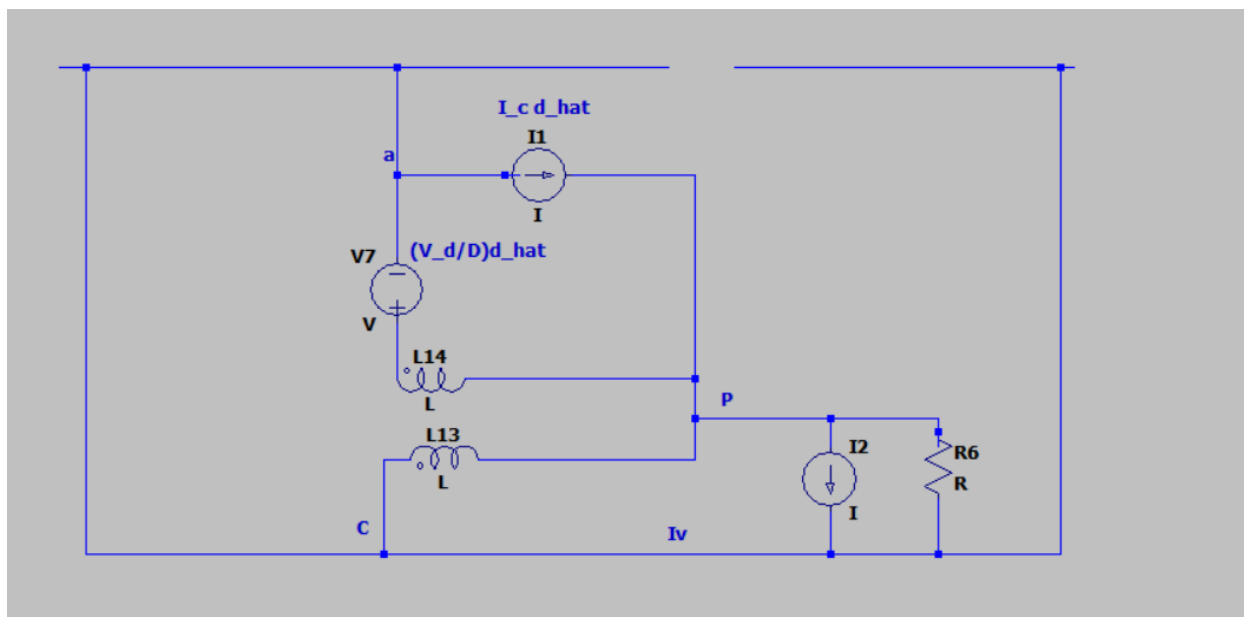 I_c d_hat
I1
a
I
(V_d/D)d_hat
V7
V
L14
L
P
L13
L
I2
R6
R
I
C
Iv